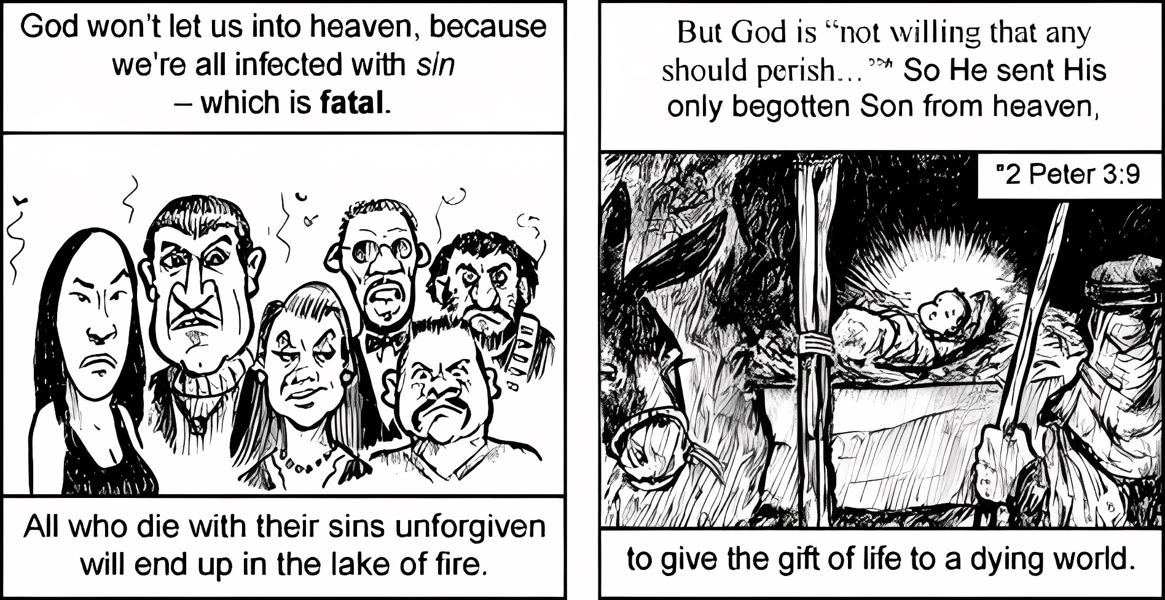 God won't let us into heaven, because
we're all infected with sin
– which is fatal.
All who die with their sins unforgiven
will end up in the lake of fire.
But God is “not willing that any
should perish...” So He sent His
only begotten Son from heaven,
2 Peter 3:9
to give the gift of life to a dying world.